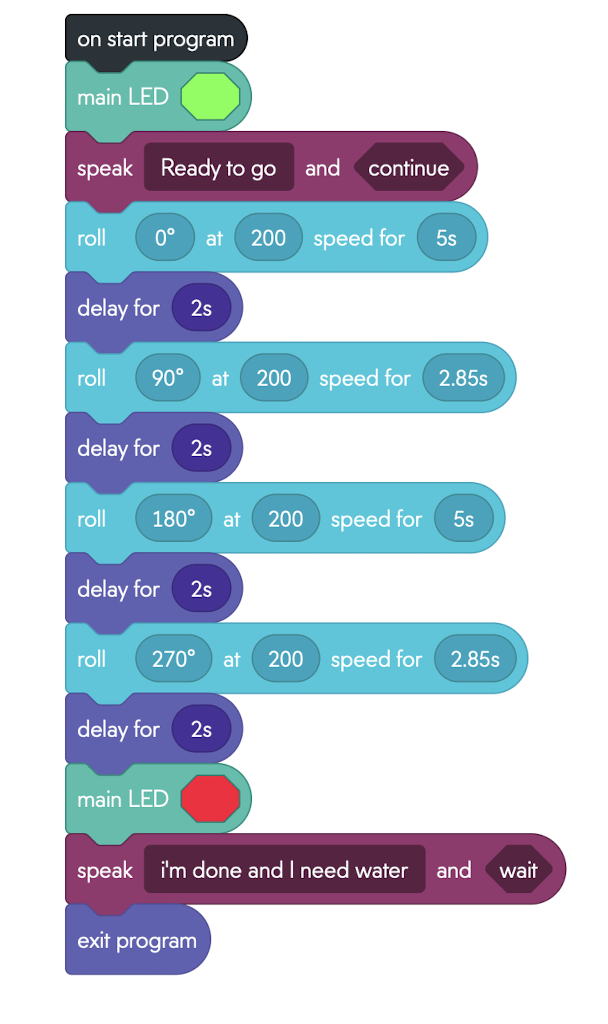 on start program
main LED
speak Ready to go and continue
roll 0° at 200 speed for 5s
delay for 2s
roll 90° at 200 speed for 2.85s
delay for 2s
roll 180° at 200 speed for 5s
delay for 2s
roll 270° at 200 speed for 2.85s
delay for 2s
main LED
speak i'm done and I need water and wait
exit program